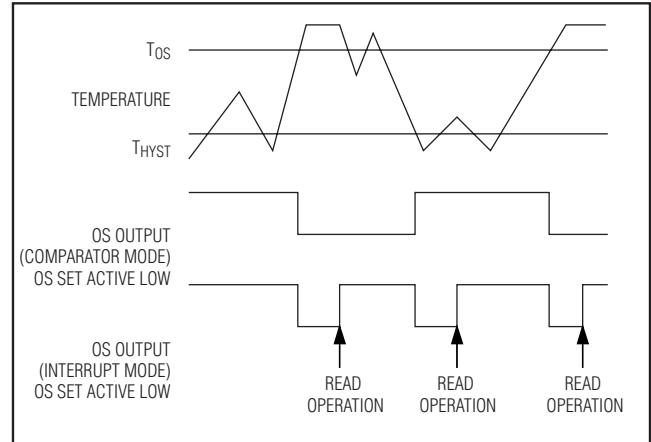 TOS
TEMPERATURE
THYST
OS OUTPUT
(COMPARATOR MODE)
OS SET ACTIVE LOW
OS OUTPUT
(INTERRUPT MODE)
OS SET ACTIVE LOW
READ
OPERATION
READ
OPERATION
READ
OPERATION